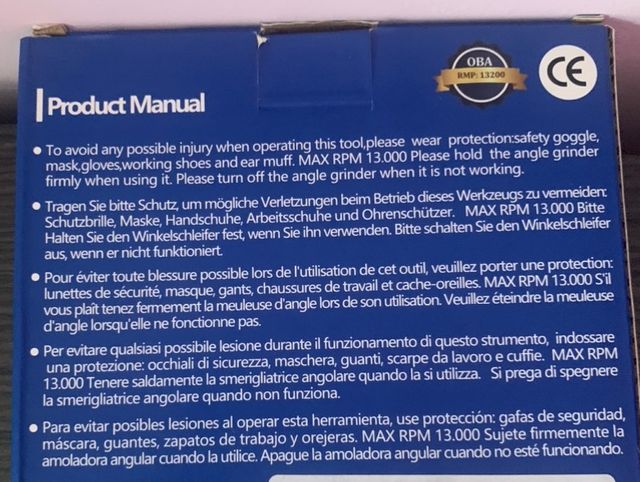 OBA
RMP: 13200
CE
Product Manual
• To avoid any possible injury when operating this tool,please wear protection:safety goggle,
mask,gloves,working shoes and ear muff. MAX RPM 13.000 Please hold the angle grinder
firmly when using it. Please turn off the angle grinder when it is not working.
• Tragen Sie bitte Schutz, um mögliche Verletzungen beim Betrieb dieses Werkzeugs zu vermeiden:
Schutzbrille, Maske, Handschuhe, Arbeitsschuhe und Ohrenschützer. MAX RPM 13.000 Bitte
Halten Sie den Winkelschleifer fest, wenn Sie ihn verwenden. Bitte schalten Sie den Winkelschleifer
aus, wenn er nicht funktioniert.
• Pour éviter toute blessure possible lors de l'utilisation de cet outil, veuillez porter une protection:
lunettes de sécurité, masque, gants, chaussures de travail et cache-oreilles. MAX RPM 13.000 S'il
vous plaît tenez fermement la meuleuse d'angle lors de son utilisation. Veuillez éteindre la meuleuse
d'angle lorsqu'elle ne fonctionne pas.
• Per evitare qualsiasi possibile lesione durante il funzionamento di questo strumento, indossare
una protezione: occhiali di sicurezza, maschera, guanti, scarpe da lavoro e cuffie. MAX RPM
13.000 Tenere saldamente la smerigliatrice angolare quando la si utilizza. Si prega di spegnere
la smerigliatrice angolare quando non funziona.
• Para evitar posibles lesiones al operar esta herramienta, use protección: gafas de seguridad,
máscara, guantes, zapatos de trabajo y orejeras. MAX RPM 13.000 Sujete firmemente la
amoladora angular cuando la utilice. Apague la amoladora angular cuando no esté funcionando.